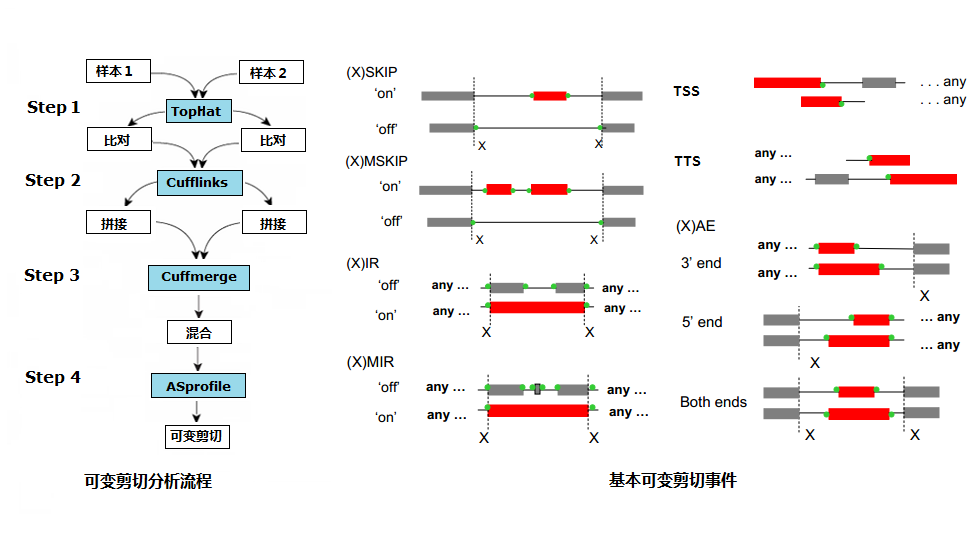 样本1
样本2
Step 1
TopHat
比对
比对
Step 2
Cufflinks
拼接
拼接
Step 3
Cuffmerge
混合
Step 4
ASprofile
可变剪切
可变剪切分析流程
(X)SKIP
'on'
'off'
X
X
(X)MSKIP
'on'
'off'
X
X
(X)IR
'off'
any ...
any ...
'on'
any ...
any ...
X
X
(X)MIR
'off'
any ...
any ...
'on'
any ...
any ...
X
X
TSS
... any
... any
TTS
any ...
any ...
(X)AE
3' end
any ...
any ...
X
5' end
... any
... any
X
Both ends
X
X
基本可变剪切事件